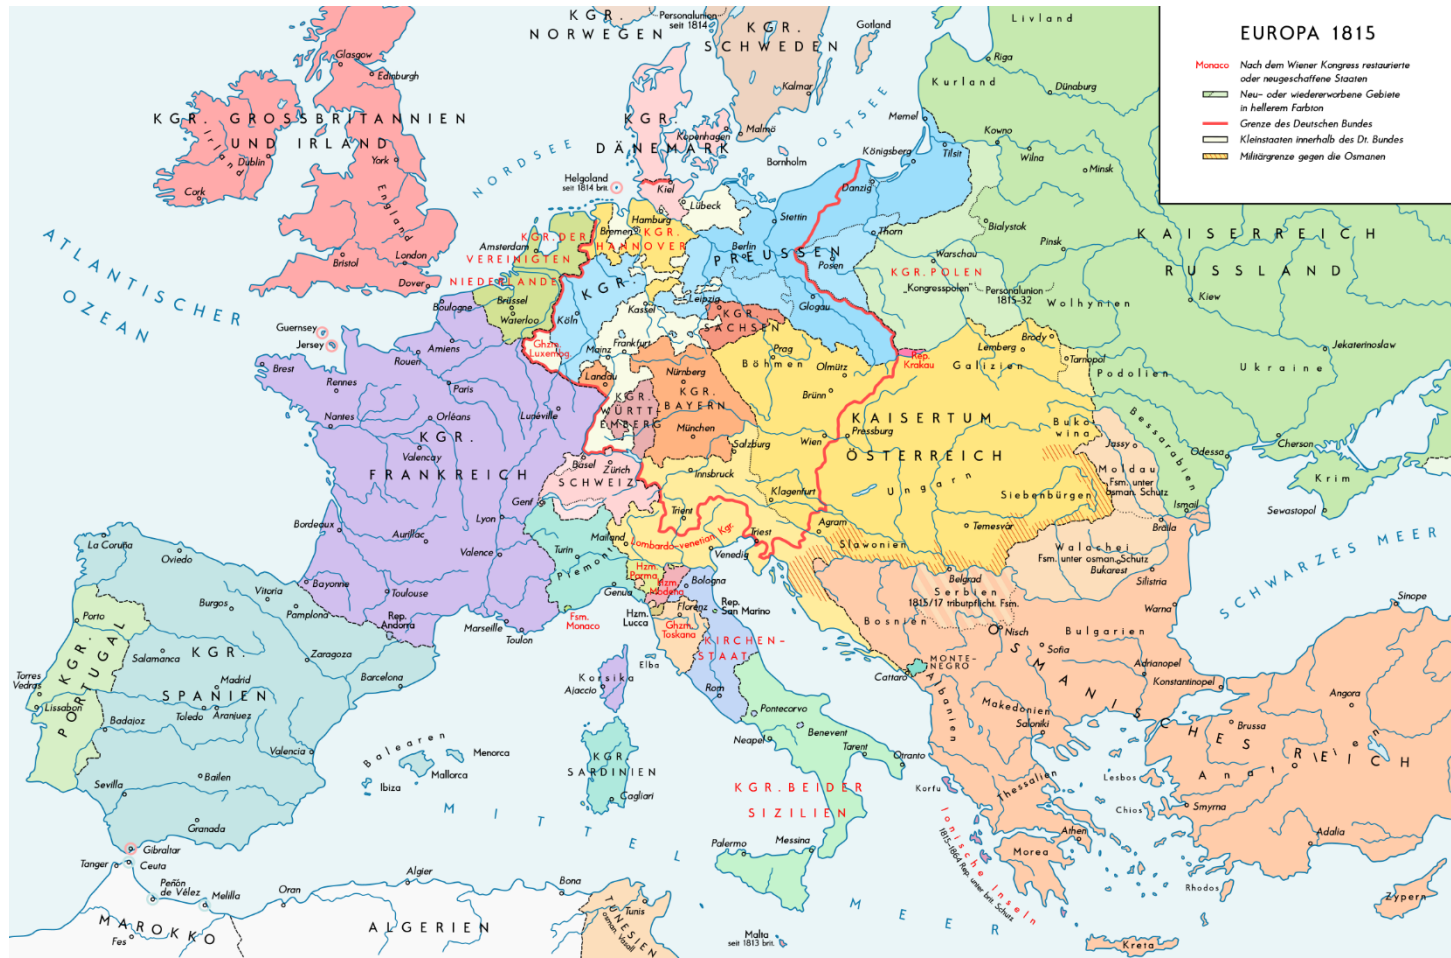 EUROPA 1815
Monaco
Nach dem Wiener Kongress restaurierte
oder neugeschaffene Staaten
Neu- oder wiedererworbene Gebiete
in hellerem Farbton
Grenze des Deutschen Bundes
Kleinstaaten innerhalb des Dt. Bundes
Militärgrenze gegen die Osmanen
KGR.
NORWEGEN
Personalunion
seit 1814
KGR.
SCHWEDEN
Gotland
Livland
Riga
Kurland
Dünaburg
Kalmar
Malmö
OSTSEE
Memel
Kowno
Wilna
Tilsit
Minsk
Königsberg
Glasgow
Edinburgh
KGR. GROSSBRITANNIEN
UND IRLAND
Irland
Dublin
York
Cork
England
London
Bristol
Dover
NORDSEE
KGR.
DÄNEMARK
Kopenhagen
Bornholm
Helgoland
seit 1814 brit.
Kiel
Lübeck
Hamburg
Bremen
KGR.
HANNOVER
Danzig
Stettin
Thorn
Bialystok
Pinsk
KAISERREICH
RUSSLAND
ATLANTISCHER
OZEAN
Amsterdam
KGR. DER
VEREINIGTEN
NIEDERLANDE
Brüssel
Waterloo
Berlin
KGR.
PREUSSEN
Posen
Warschau
KGR. POLEN
Kongresspolen
Personalunion
1815-32
Wolhynien
Kiew
Guernsey
Jersey
Boulogne
Köln
Kassel
Leipzig
Glogau
KGR.
SACHSEN
Ghzm.
Luxembg.
Mainz
Frankfurt
Landau
Prag
Böhmen
Olmütz
Brünn
Rep.
Krakau
Lemberg
Brody
Tarnopol
Galizien
Podolien
Jekaterinoslaw
Ukraine
Amiens
Rouen
Brest
Rennes
Paris
Nantes
Orléans
Lunéville
KGR.
FRANKREICH
Valencay
Nürnberg
KGR.
BAYERN
München
KGR.
WÜRTT-
EMBERG
Salzburg
Wien
Pressburg
KAISERTUM
ÖSTERREICH
Ungarn
Buko-
wina
Bessarabien
Jassy
Moldau
Fsm. unter
osman. Schutz
Cherson
Odessa
Krim
Sewastopol
Ismail
Braila
Basel
Zürich
SCHWEIZ
Genf
Innsbruck
Klagenfurt
Siebenbürgen
Temesvár
Trient
Lombardo-venetian. Kgr.
Mailand
Triest
Venedig
Agram
Slawonien
Walachei
Fsm. unter osman. Schutz
Bukarest
Silistria
SCHWARZES MEER
Bordeaux
Aurillac
Lyon
Valence
Turin
Piemont
Genua
Hzm.
Parma
Hzm.
Modena
Bologna
Hzm.
Lucca
Florenz
Ghzm.
Toskana
Rep.
San Marino
Fsm.
Monaco
Belgrad
Serbien
1815/17 tributpflicht. Fsm.
Bosnien
Nisch
Bulgarien
Warna
Sofia
Sinope
La Coruña
Oviedo
Bayonne
Toulouse
Marseille
Toulon
Rep.
Andorra
Vitoria
Burgos
Pamplona
Porto
KGR.
PORTUGAL
Torres
Vedras
Lissabon
KGR.
SPANIEN
Salamanca
Zaragoza
Madrid
Toledo
Aranjuez
Badajoz
Barcelona
Valencia
Sevilla
Bailen
Granada
Balearen
Menorca
Mallorca
Ibiza
Elba
Korsika
Ajaccio
KGR.
SARDINIEN
Cagliari
KIRCHEN-
STAAT
Rom
Pontecorvo
Benevent
Neapel
Tarent
Otranto
KGR. BEIDER
SIZILIEN
Palermo
Messina
MONTE-
NEGRO
Cattaro
Albanien
Makedonien
Saloniki
Adrianopel
Konstantinopel
OSMANISCHES REICH
Angora
Brussa
Anatolien
Thessalien
Lesbos
Chios
Smyrna
Adalia
Korfu
Ionische Inseln
1815-1864 Rep. unter brit. Schutz
Athen
Morea
Rhodos
Zypern
Kreta
MITTELMEER
Malta
seit 1813 brit.
Gibraltar
Tanger
Ceuta
Peñón
de Vélez
Melilla
MAROKKO
Fes
Oran
Algier
ALGERIEN
Bona
Tunis
TUNESIEN
osman. Vasall